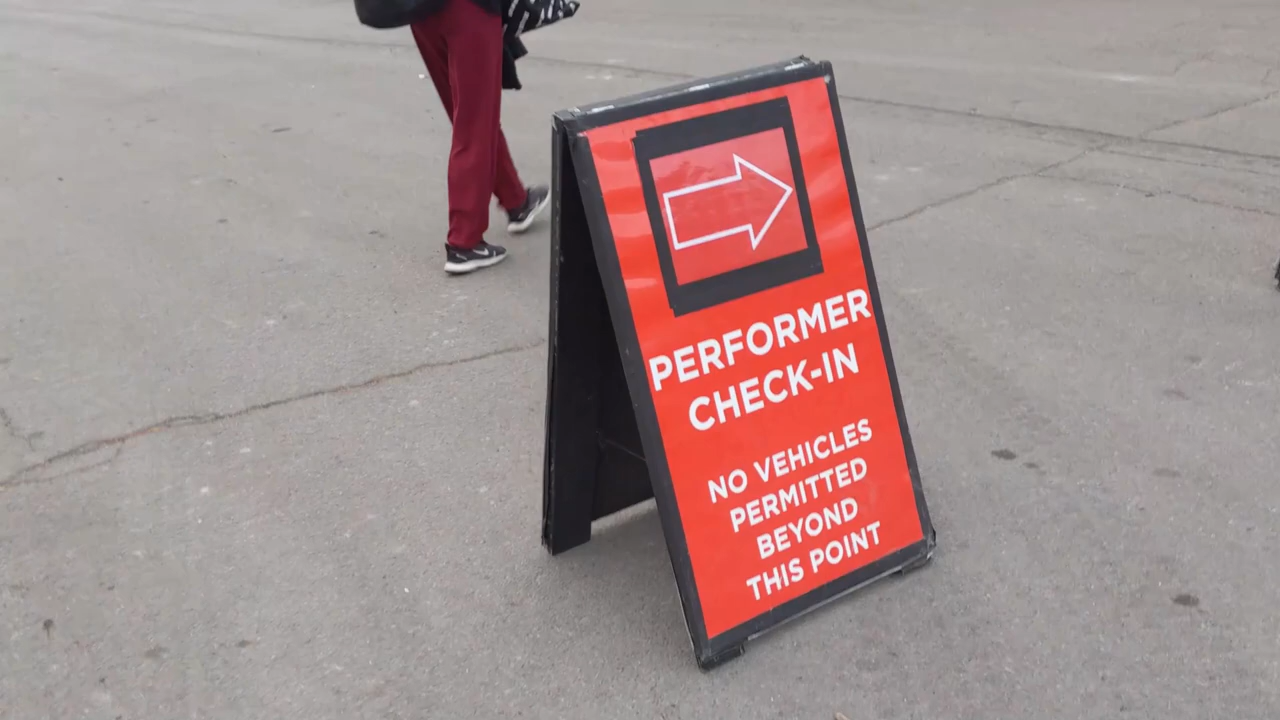 PERFORMER
CHECK-IN
NO VEHICLES
PERMITTED
BEYOND
THIS POINT